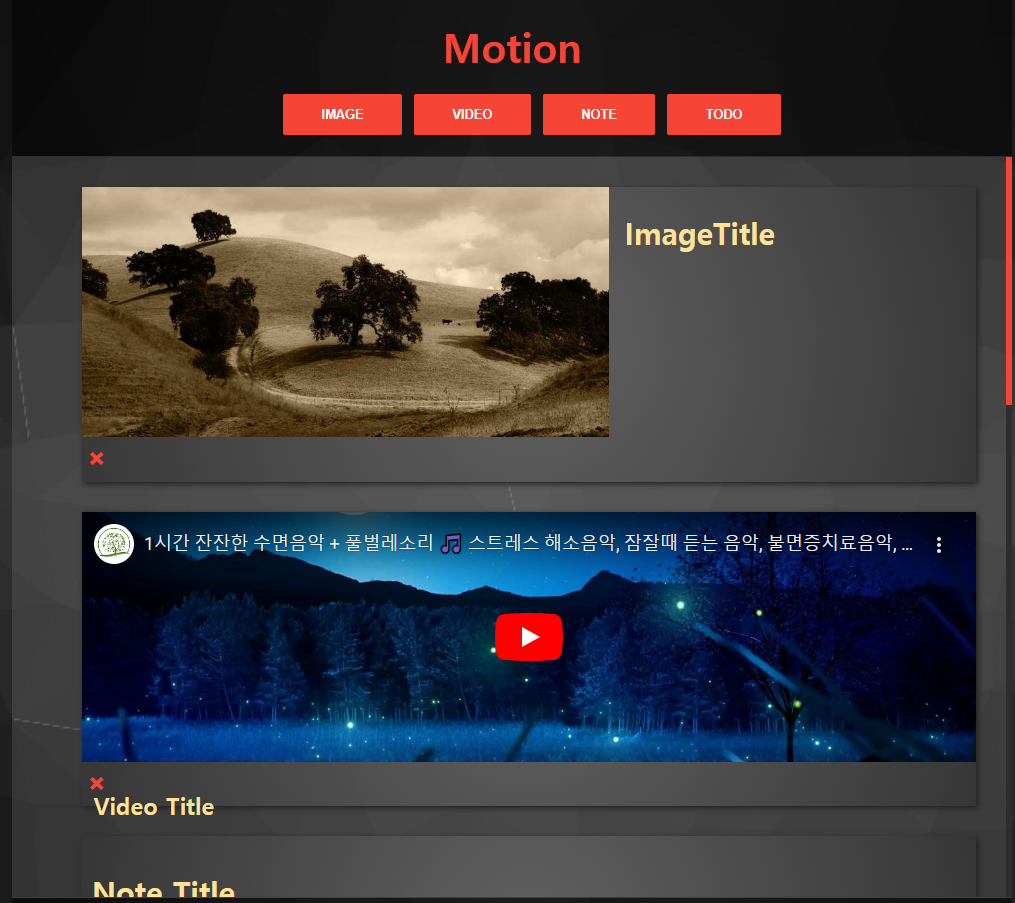 Motion
IMAGE VIDEO NOTE TODO
ImageTitle
1시간 잔잔한 수면음악 + 풀벌레소리 🎵 스트레스 해소음악, 잠잘때 듣는 음악, 불면증치료음악, ...
Video Title
Note Title